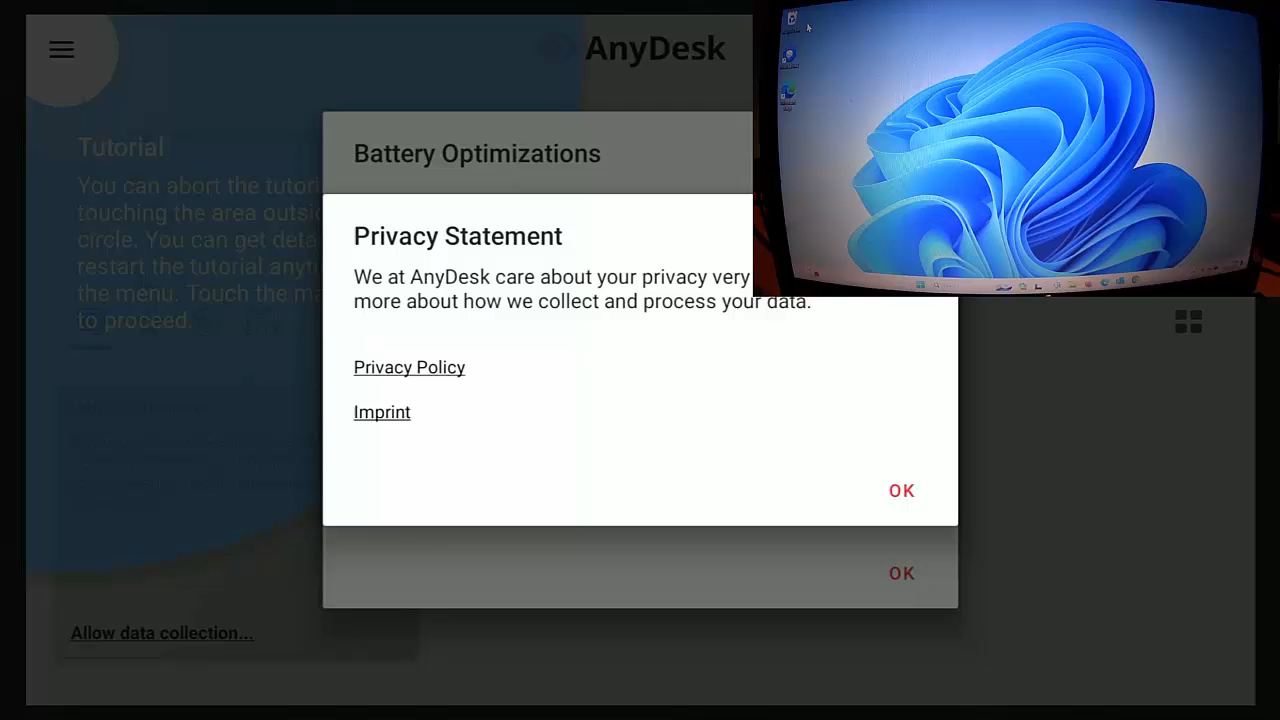 AnyDesk
Tutorial
You can abort the tutori
touching the area outsid
circle. You can get deta
restart the tutorial anyt
the menu. Touch the ma
to proceed.
Battery Optimizations
Privacy Statement
We at AnyDesk care about your privacy very
more about how we collect and process your data.
Privacy Policy
Imprint
OK
OK
Allow data collection...